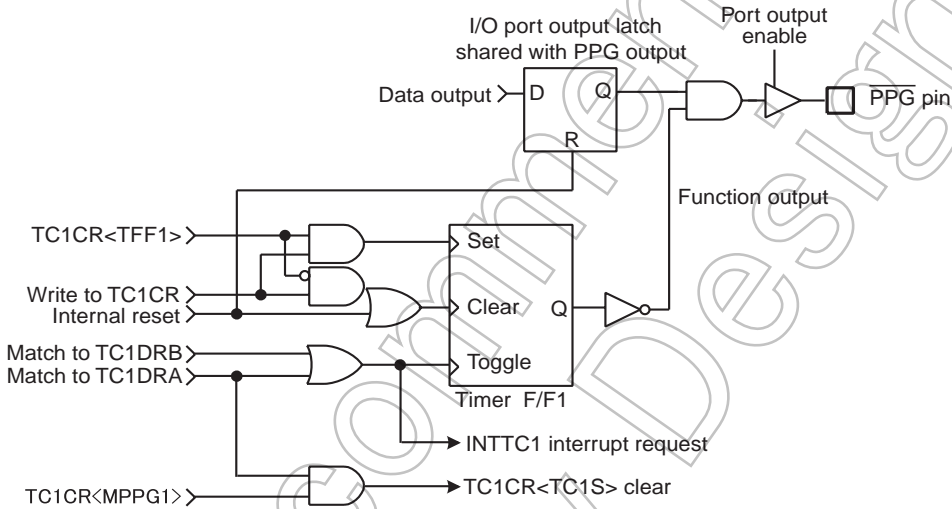 I/O port output latch
shared with PPG output
Port output
enable
Data output
D
Q
R
PPG pin
Function output
TC1CR<TFF1>
Set
Write to TC1CR
Internal reset
Clear
Q
Match to TC1DRB
Match to TC1DRA
Toggle
Timer F/F1
INTTC1 interrupt request
TC1CR<TC1S> clear
TC1CR<MPPG1>